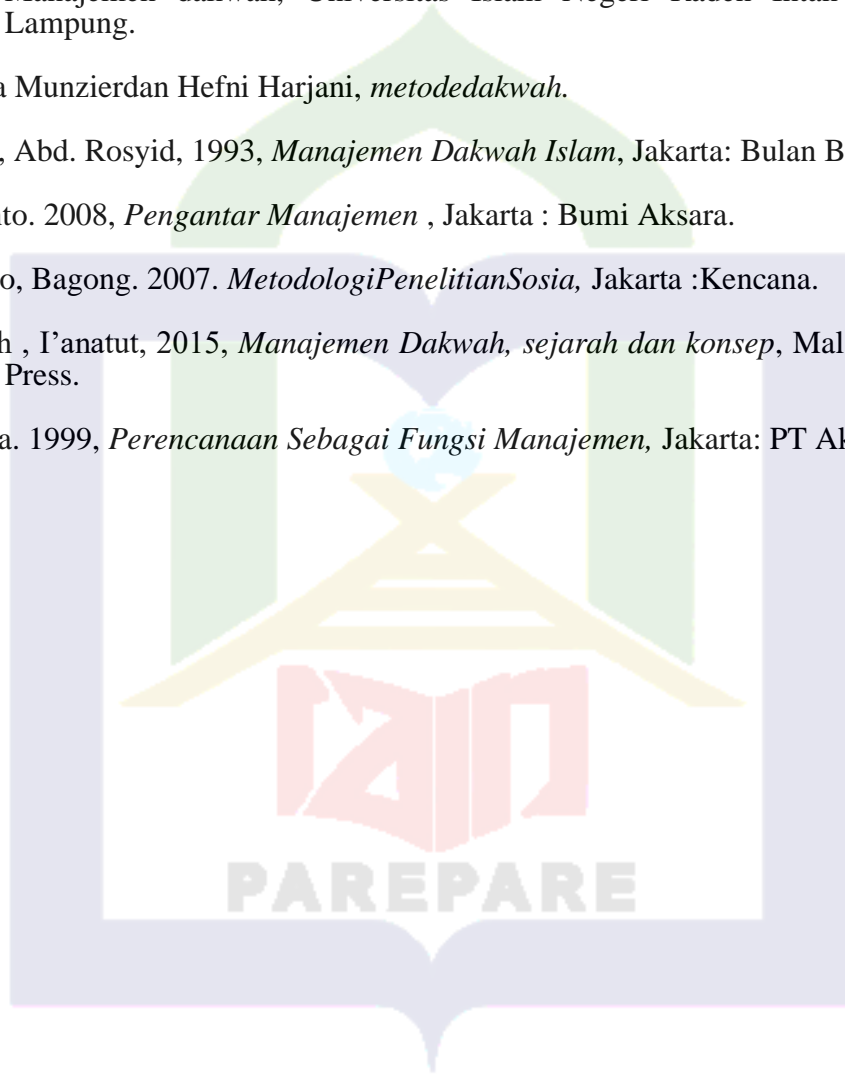 Manajemen dakwah, Universitas Islam Negeri Raden Intan
Lampung.
a Munzierdan Hefni Harjani, metodedakwah.
, Abd. Rosyid, 1993, Manajemen Dakwah Islam, Jakarta: Bulan B
nto. 2008, Pengantar Manajemen , Jakarta : Bumi Aksara.
o, Bagong. 2007. MetodologiPenelitianSosia, Jakarta :Kencana.
h , I’anatut, 2015, Manajemen Dakwah, sejarah dan konsep, Mal
Press.
a. 1999, Perencanaan Sebagai Fungsi Manajemen, Jakarta: PT Ak
iain
PAREPARE